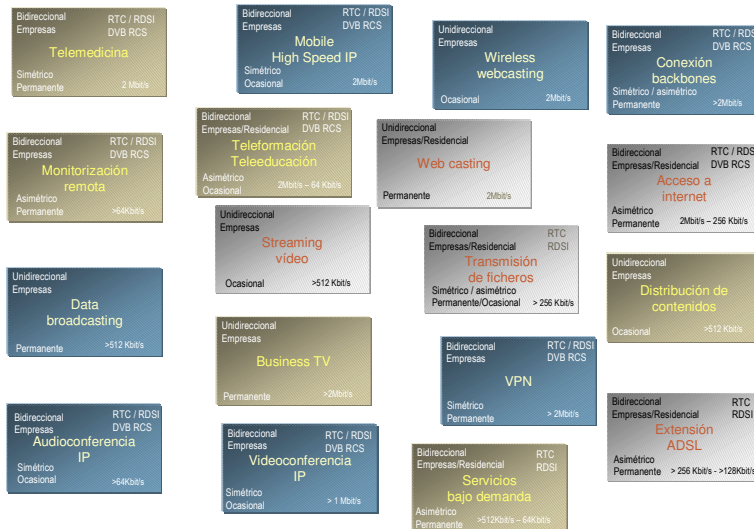 Bidireccional RTC / RDSI
Empresas DVB RCS
Telemedicina
Simétrico
Permanente 2 Mbit/s
Bidireccional RTC / RDSI
Empresas DVB RCS
Mobile
High Speed IP
Simétrico
Ocasional 2Mbit/s
Unidireccional
Empresas
Wireless
webcasting
Ocasional 2Mbit/s
Bidireccional RTC / RDSI
Empresas DVB RCS
Conexión
backbones
Simétrico / asimétrico
Permanente >2Mbit/s
Bidireccional RTC / RDSI
Empresas DVB RCS
Monitorización
remota
Asimétrico
Permanente >64Kbit/s
Bidireccional RTC / RDSI
Empresas/Residencial DVB RCS
Teleformación
Teleeducación
Asimétrico
Ocasional 2Mbit/s – 64 Kbit/s
Unidireccional
Empresas/Residencial
Web casting
Permanente 2Mbit/s
Bidireccional RTC / RDSI
Empresas/Residencial DVB RCS
Acceso a
internet
Asimétrico
Permanente 2Mbit/s – 256 Kbit/s
Unidireccional
Empresas
Streaming
vídeo
Ocasional >512 Kbit/s
Bidireccional RTC
Empresas/Residencial RDSI
Transmisión
de ficheros
Simétrico / asimétrico
Permanente/Ocasional > 256 Kbit/s
Unidireccional
Empresas
Data
broadcasting
Permanente >512 Kbit/s
Unidireccional
Empresas
Distribución de
contenidos
Ocasional >512 Kbit/s
Unidireccional
Empresas
Business TV
Permanente >2Mbit/s
Bidireccional RTC / RDSI
Empresas DVB RCS
VPN
Simétrico
Permanente > 2Mbit/s
Bidireccional RTC / RDSI
Empresas DVB RCS
Audioconferencia
IP
Simétrico
Ocasional >64Kbit/s
Bidireccional RTC / RDSI
Empresas DVB RCS
Videoconferencia
IP
Simétrico
Ocasional > 1 Mbit/s
Bidireccional RTC
Empresas/Residencial RDSI
Servicios
bajo demanda
Asimétrico
Permanente >512Kbit/s – 64Kbit/s
Bidireccional RTC
Empresas/Residencial RDSI
Extensión
ADSL
Asimétrico
Permanente > 256 Kbit/s - >128Kbit/s